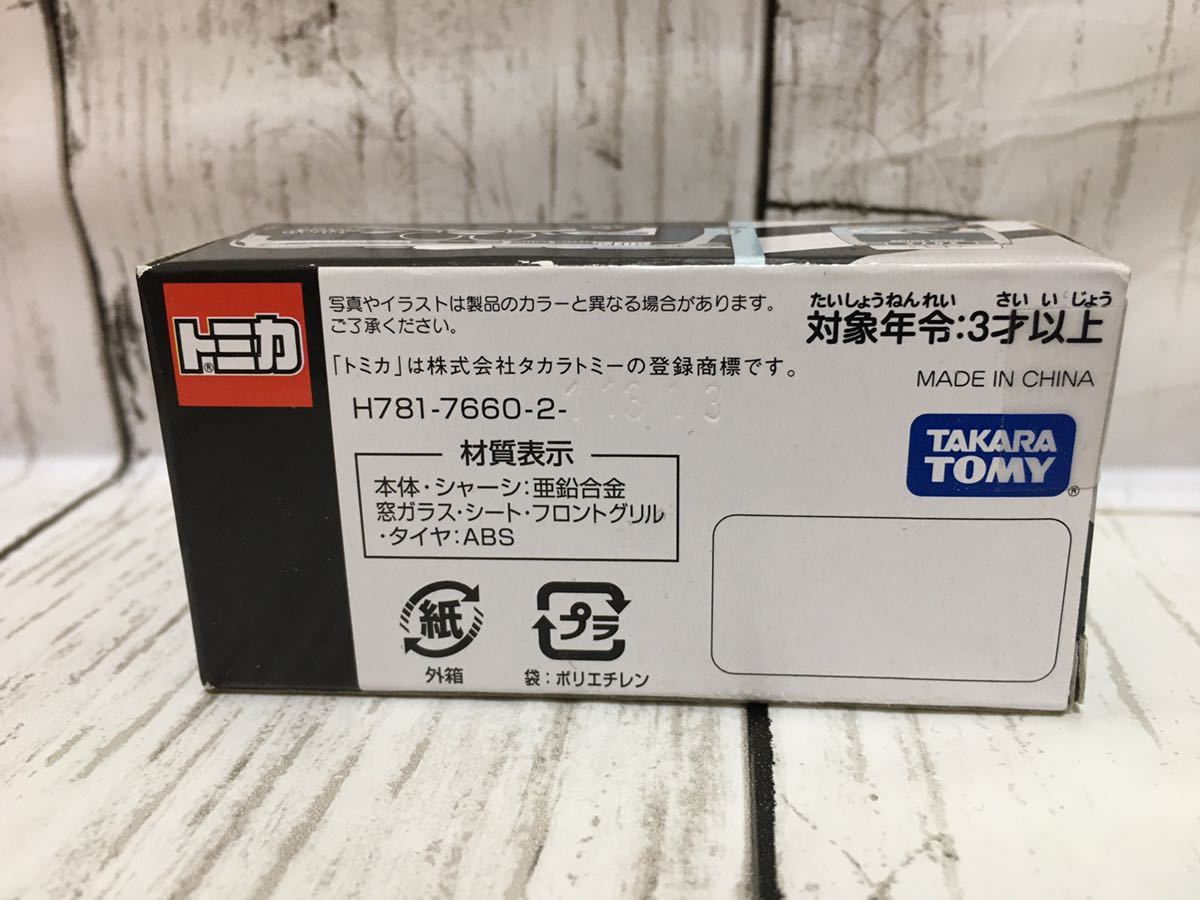 トミカ®
写真やイラストは製品のカラーと異なる場合があります。
ご了承ください。
「トミカ」は株式会社タカラトミーの登録商標です。
H781-7660-2-
材質表示
本体・シャーシ:亜鉛合金
窓ガラス・シート・フロントグリル
・タイヤ:ABS
紙
外箱
プラ
袋:ポリエチレン
たいしょうねんれい さいいじょう
対象年令:3才以上
MADE IN CHINA
TAKARA
TOMY®